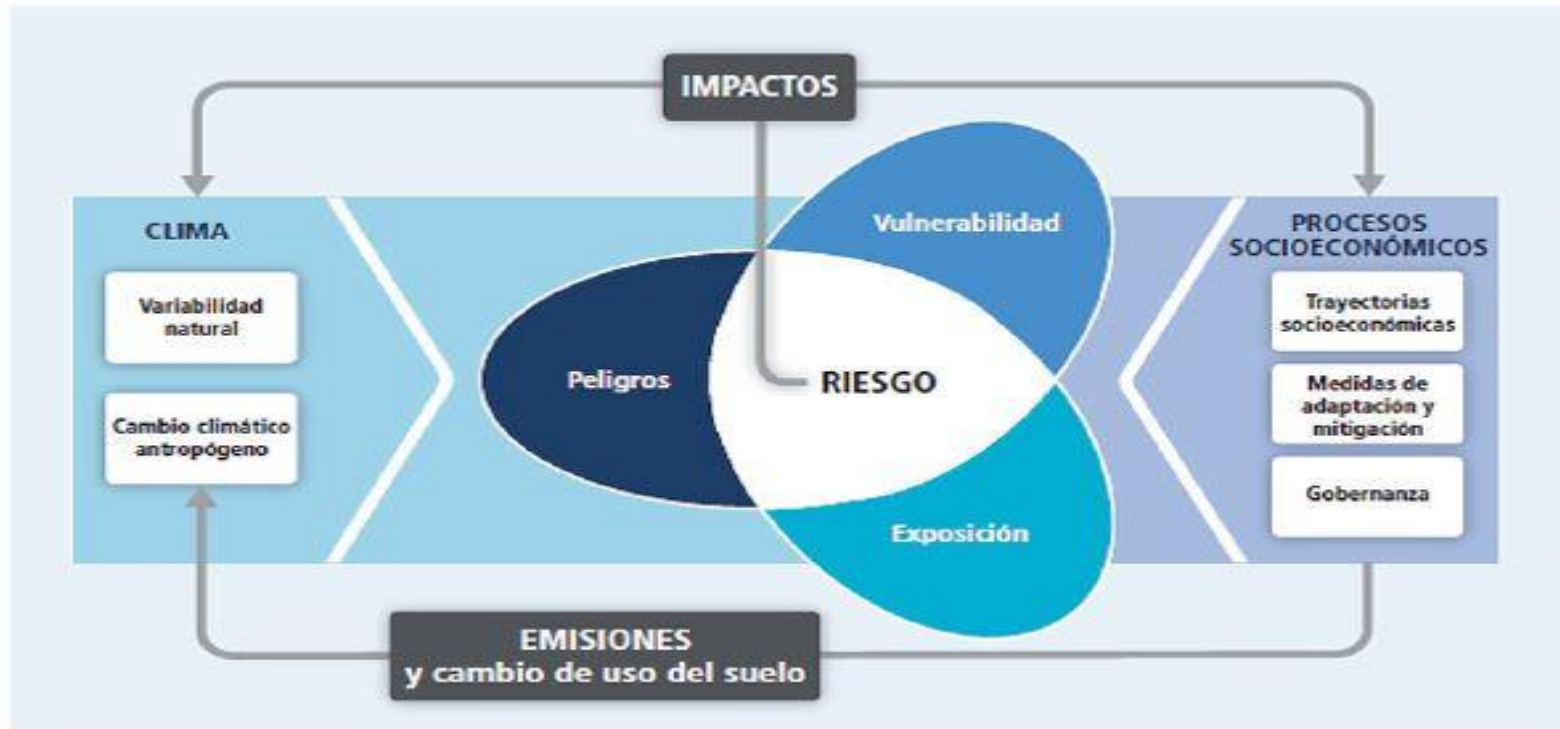 IMPACTOS
CLIMA
Variabilidad
natural
Cambio climático
antropógeno
Peligros
Vulnerabilidad
RIESGO
Exposición
PROCESOS
SOCIOECONÓMICOS
Trayectorias
socioeconómicas
Medidas de
adaptación y
mitigación
Gobernanza
EMISIONES
y cambio de uso del suelo